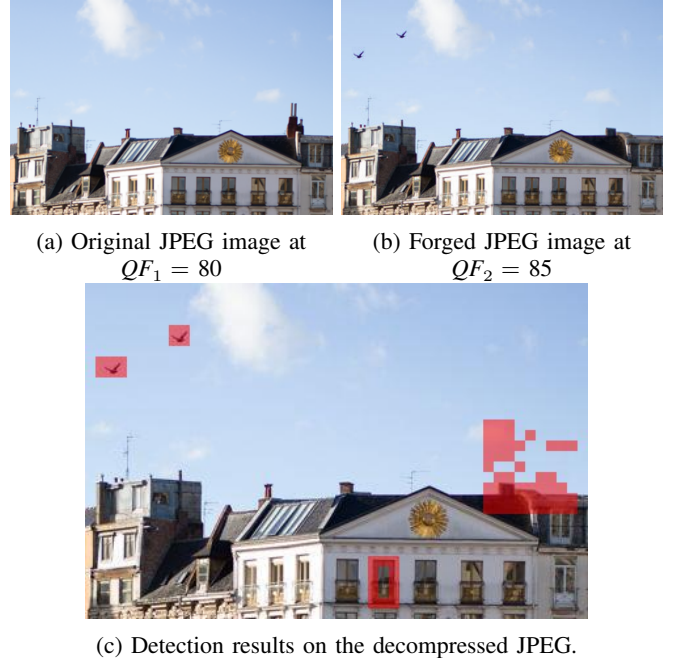 (a) Original JPEG image at
QF₁ = 80
(b) Forged JPEG image at
QF₂ = 85
(c) Detection results on the decompressed JPEG.